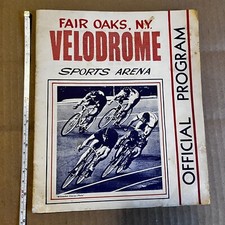 FAIR OAKS, N.Y.
VELODROME
SPORTS ARENA
OFFICIAL PROGRAM